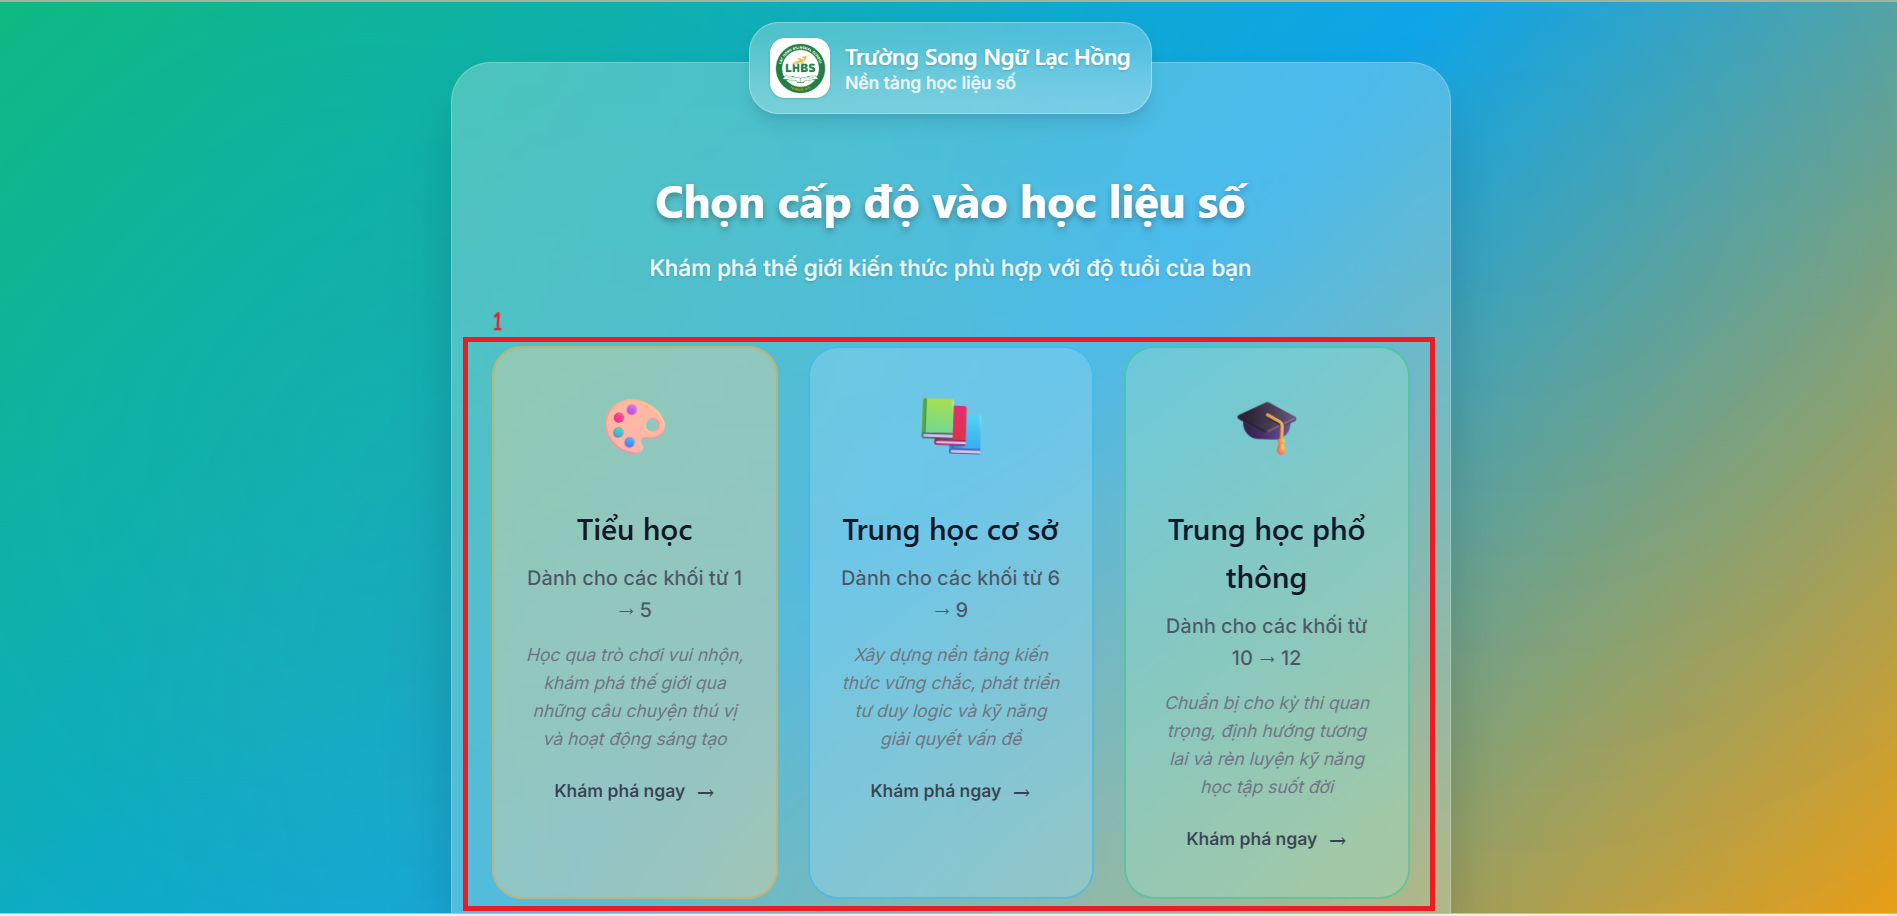 LHBS
Trường Song Ngữ Lạc Hồng
Nền tảng học liệu số
Chọn cấp độ vào học liệu số
Khám phá thế giới kiến thức phù hợp với độ tuổi của bạn
1
Tiểu học
Dành cho các khối từ 1
→ 5
Học qua trò chơi vui nhộn,
khám phá thế giới qua
những câu chuyện thú vị
và hoạt động sáng tạo
Khám phá ngay →
Trung học cơ sở
Dành cho các khối từ 6
→ 9
Xây dựng nền tảng kiến
thức vững chắc, phát triển
tư duy logic và kỹ năng
giải quyết vấn đề
Khám phá ngay →
Trung học phổ
thông
Dành cho các khối từ
10 → 12
Chuẩn bị cho kỳ thi quan
trọng, định hướng tương
lai và rèn luyện kỹ năng
học tập suốt đời
Khám phá ngay →